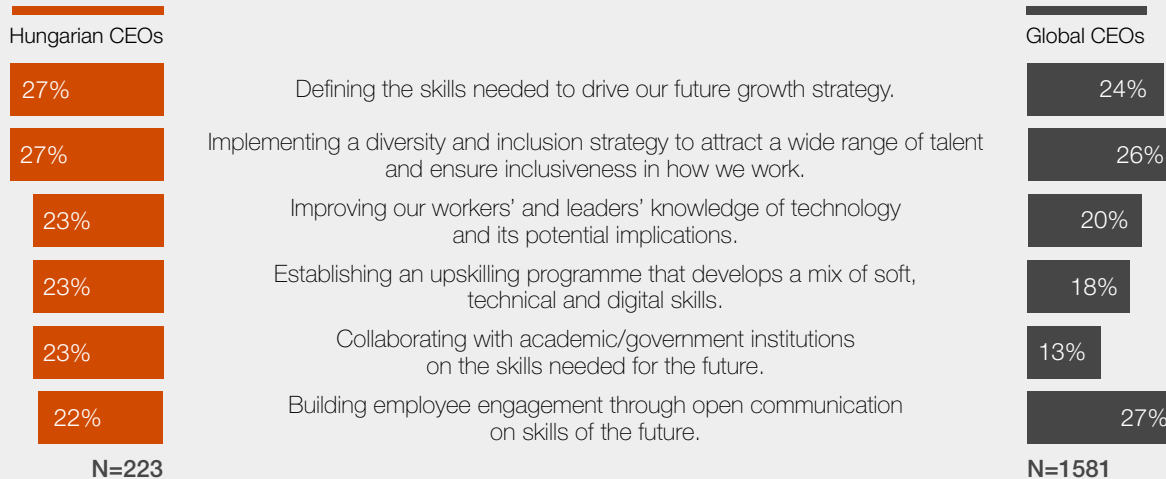 Hungarian CEOs
Global CEOs
27%
Defining the skills needed to drive our future growth strategy.
24%
27%
Implementing a diversity and inclusion strategy to attract a wide range of talent
and ensure inclusiveness in how we work.
26%
23%
Improving our workers’ and leaders’ knowledge of technology
and its potential implications.
20%
23%
Establishing an upskilling programme that develops a mix of soft,
technical and digital skills.
18%
23%
Collaborating with academic/government institutions
on the skills needed for the future.
13%
22%
Building employee engagement through open communication
on skills of the future.
27%
N=223
N=1581